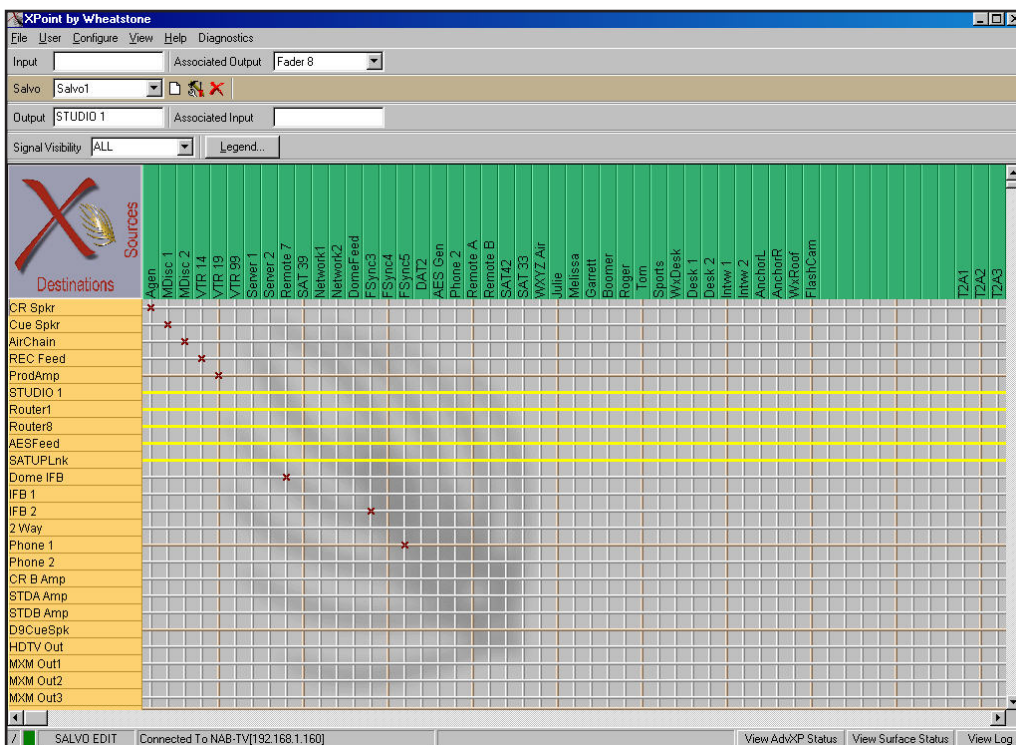 XPoint by Wheatstone
File User Configure View Help Diagnostics
Input Associated Output Fader 8
Salvo Salvo1
Output STUDIO 1 Associated Input
Signal Visibility ALL Legend...
Sources
Destinations
Agen
MDisc 1
MDisc 2
VTR 14
VTR 19
VTR 99
Server 1
Server 2
Remote 7
SAT 39
Network1
Network2
DomeFeed
FSync3
FSync4
FSync5
DAT2
AES Gen
Phone 2
Remote A
Remote B
SAT42
SAT 33
WXYZ Air
Julie
Melissa
Garrett
Boomer
Roger
Tom
Sports
WxDesk
Desk 1
Desk 2
Intvw 1
Intvw 2
AnchorL
AnchorR
WxRoof
FlashCam
T2A1
T2A2
T2A3
CR Spkr
Cue Spkr
AirChain
REC Feed
ProdAmp
STUDIO 1
Router1
Router8
AESFeed
SATUPLnk
Dome IFB
IFB 1
IFB 2
2 Way
Phone 1
Phone 2
CR B Amp
STDA Amp
STDB Amp
D9CueSpk
HDTV Out
MXM Out1
MXM Out2
MXM Out3
/ SALVO EDIT Connected To NAB-TV[192.168.1.160] View AdvXP Status View Surface Status View Log